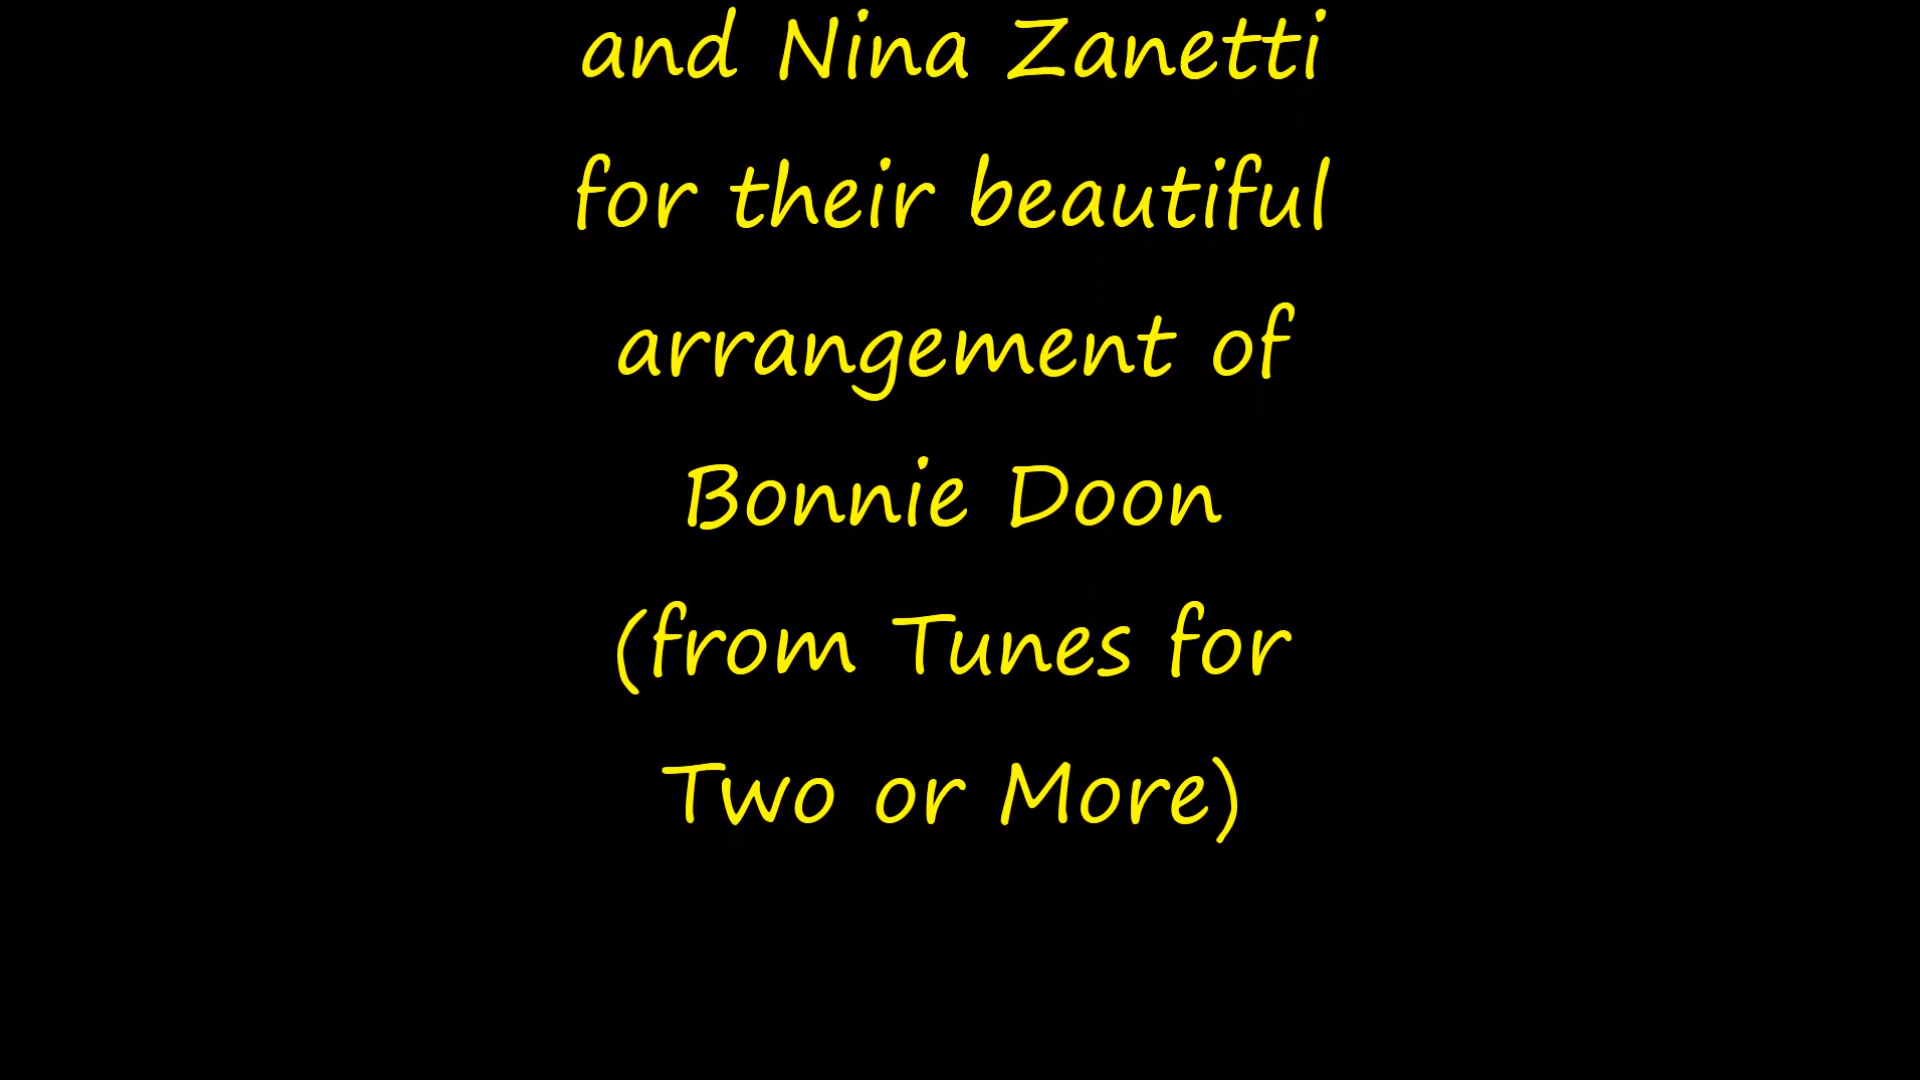 and Nina Zanetti
for their beautiful
arrangement of
Bonnie Doon
(from Tunes for
Two or More)